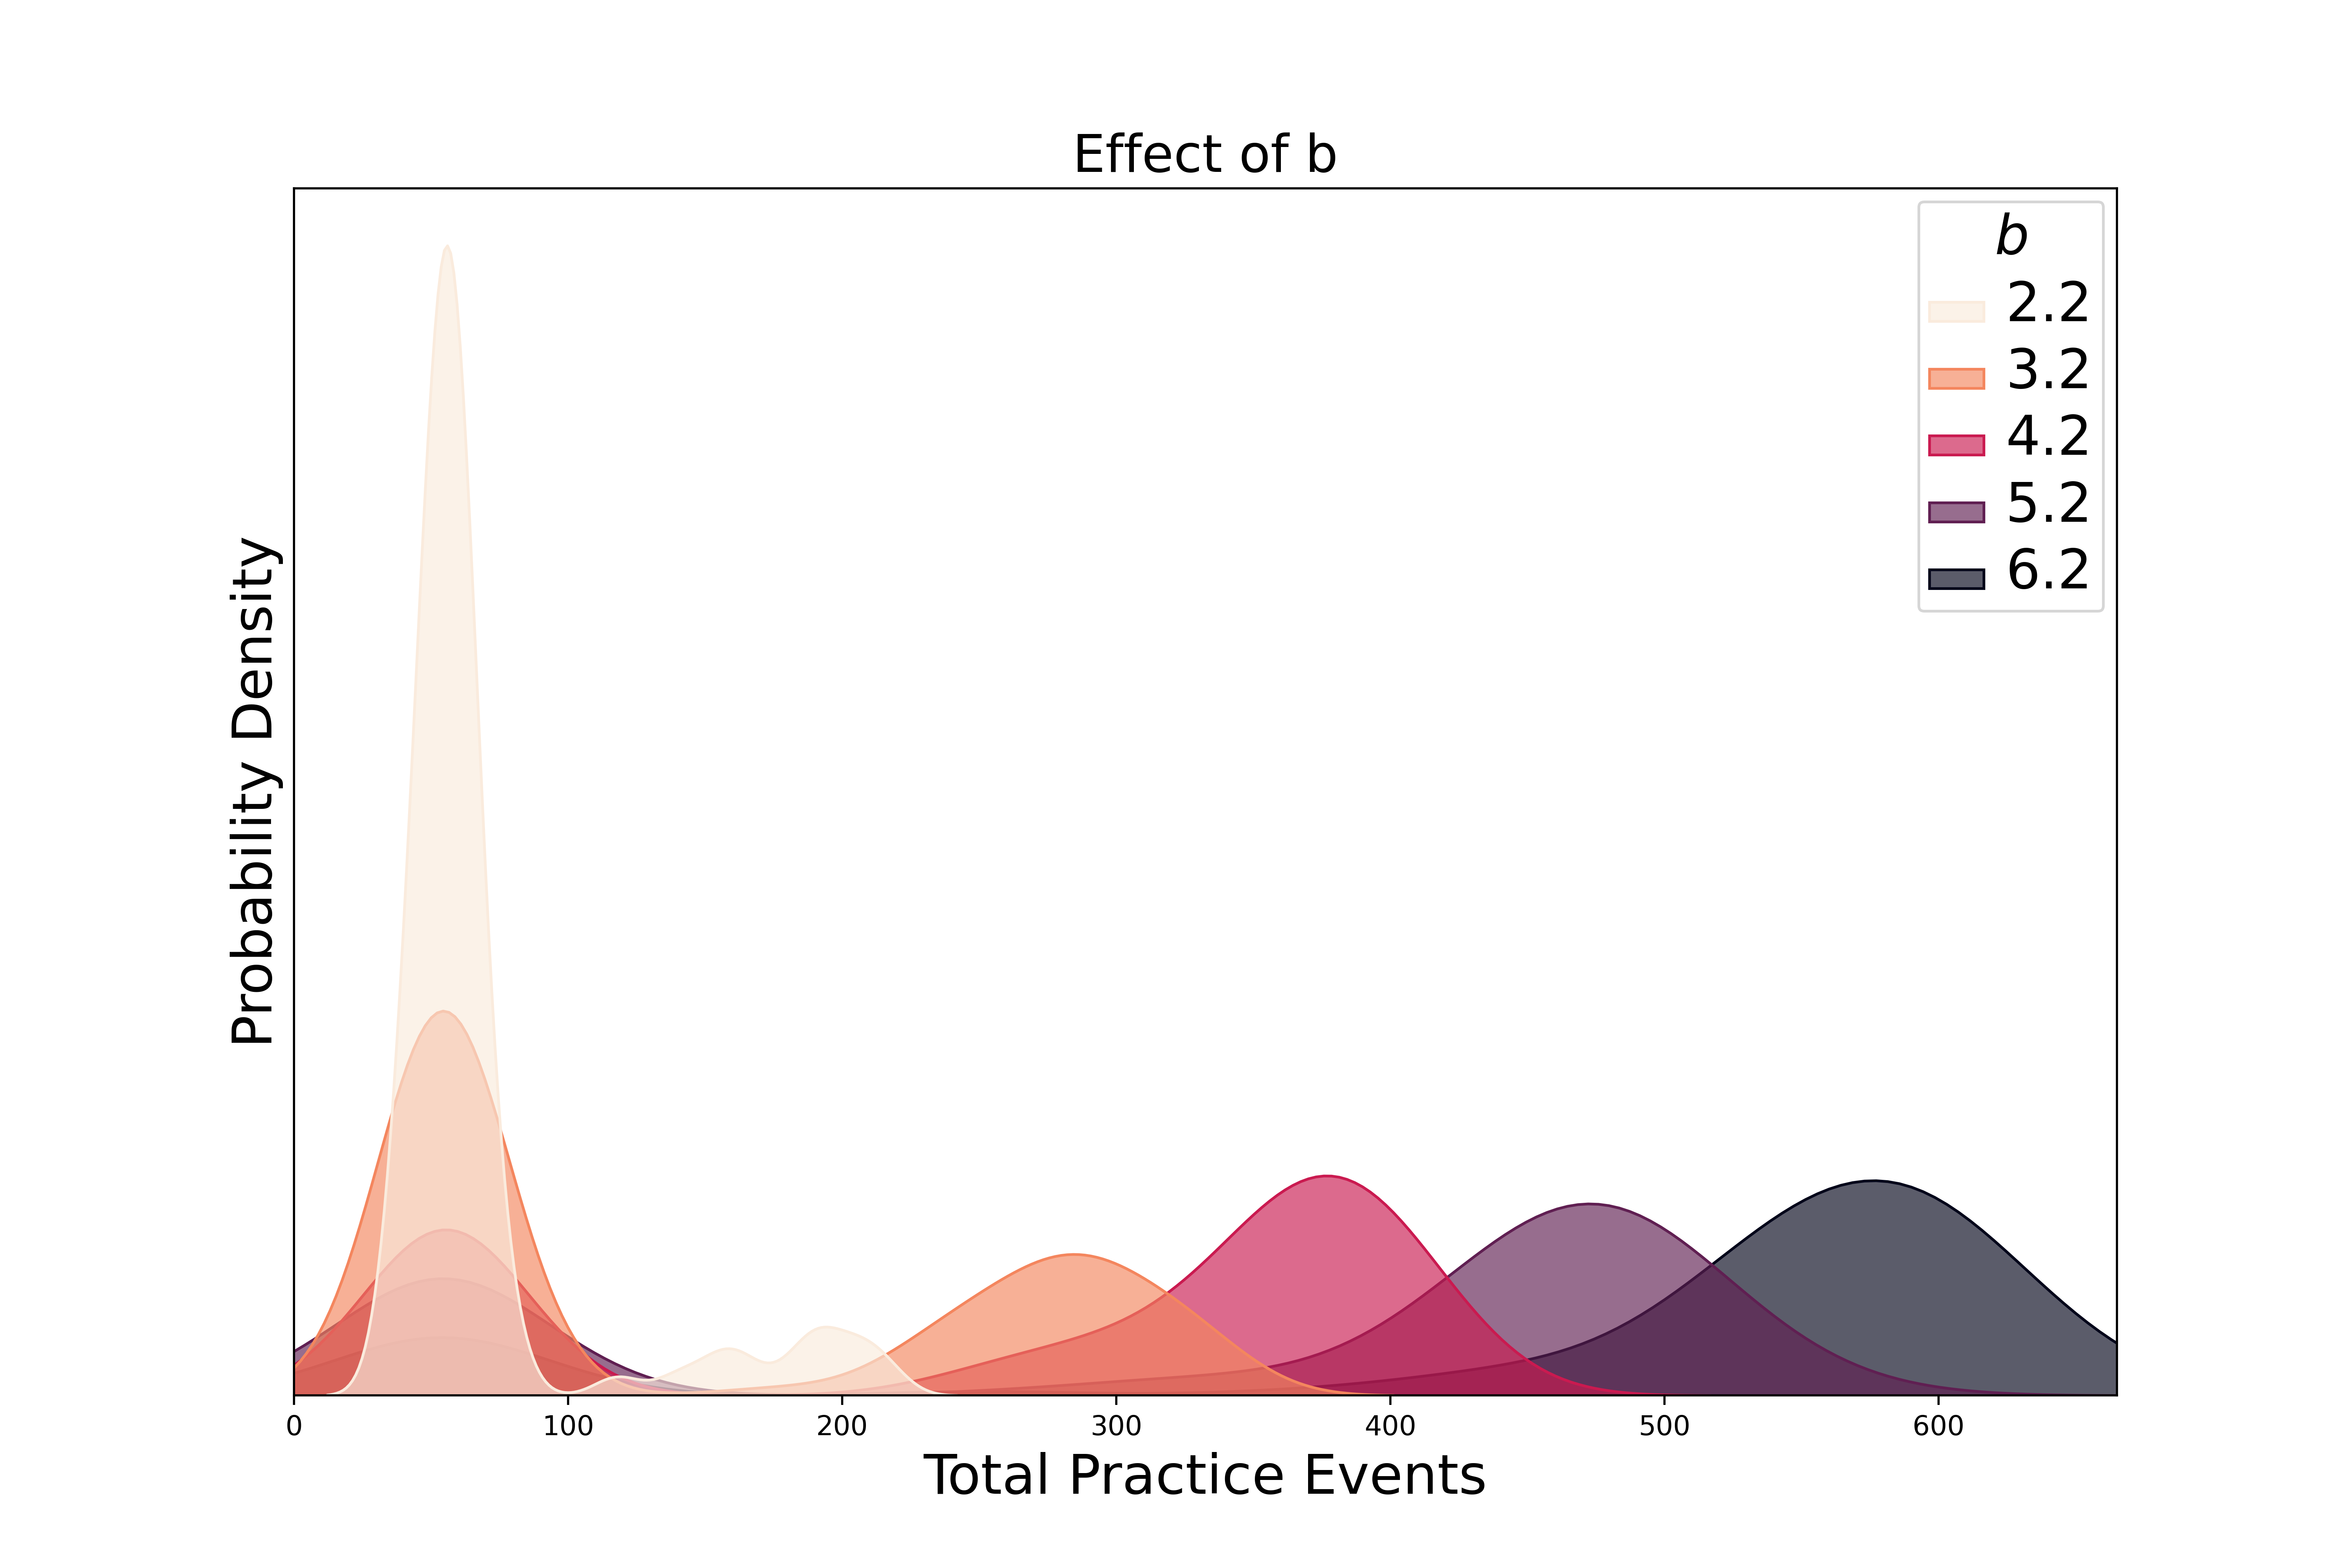 Effect of b
b
2.2
3.2
4.2
5.2
6.2
Probability Density
0 100 200 300 400 500 600
Total Practice Events